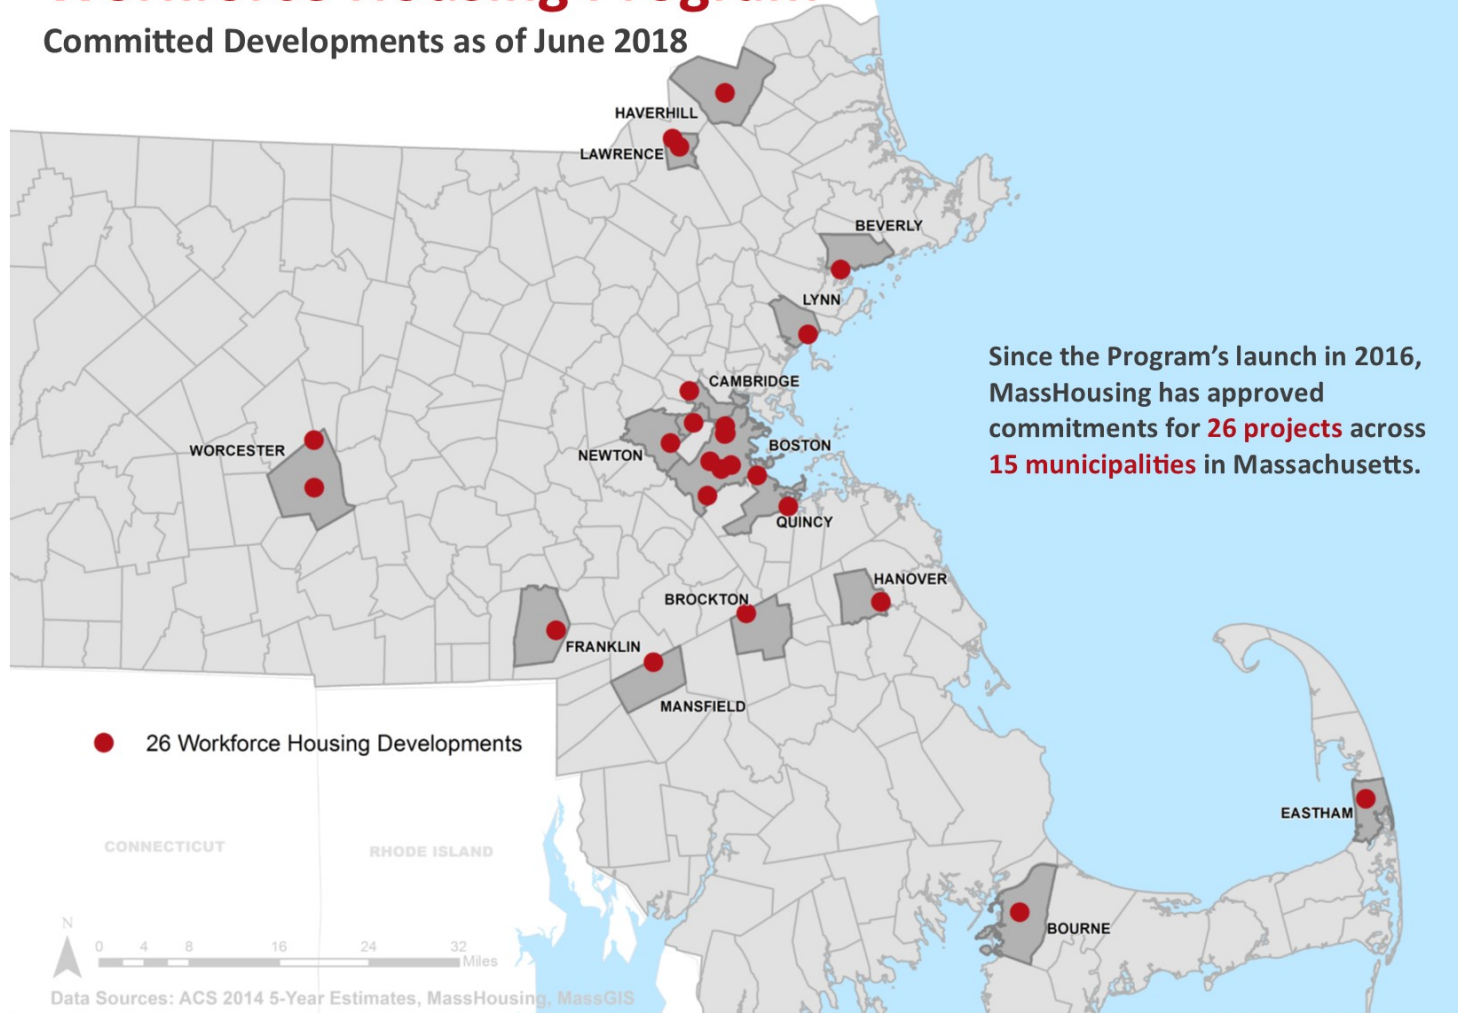 Workforce Housing Program
Committed Developments as of June 2018
HAVERHILL
LAWRENCE
BEVERLY
LYNN
CAMBRIDGE
Since the Program’s launch in 2016,
MassHousing has approved
commitments for 26 projects across
15 municipalities in Massachusetts.
WORCESTER
NEWTON
BOSTON
QUINCY
HANOVER
BROCKTON
FRANKLIN
MANSFIELD
26 Workforce Housing Developments
EASTHAM
CONNECTICUT
RHODE ISLAND
BOURNE
N
0 4 8 16 24 32
Miles
Data Sources: ACS 2014 5-Year Estimates, MassHousing, MassGIS